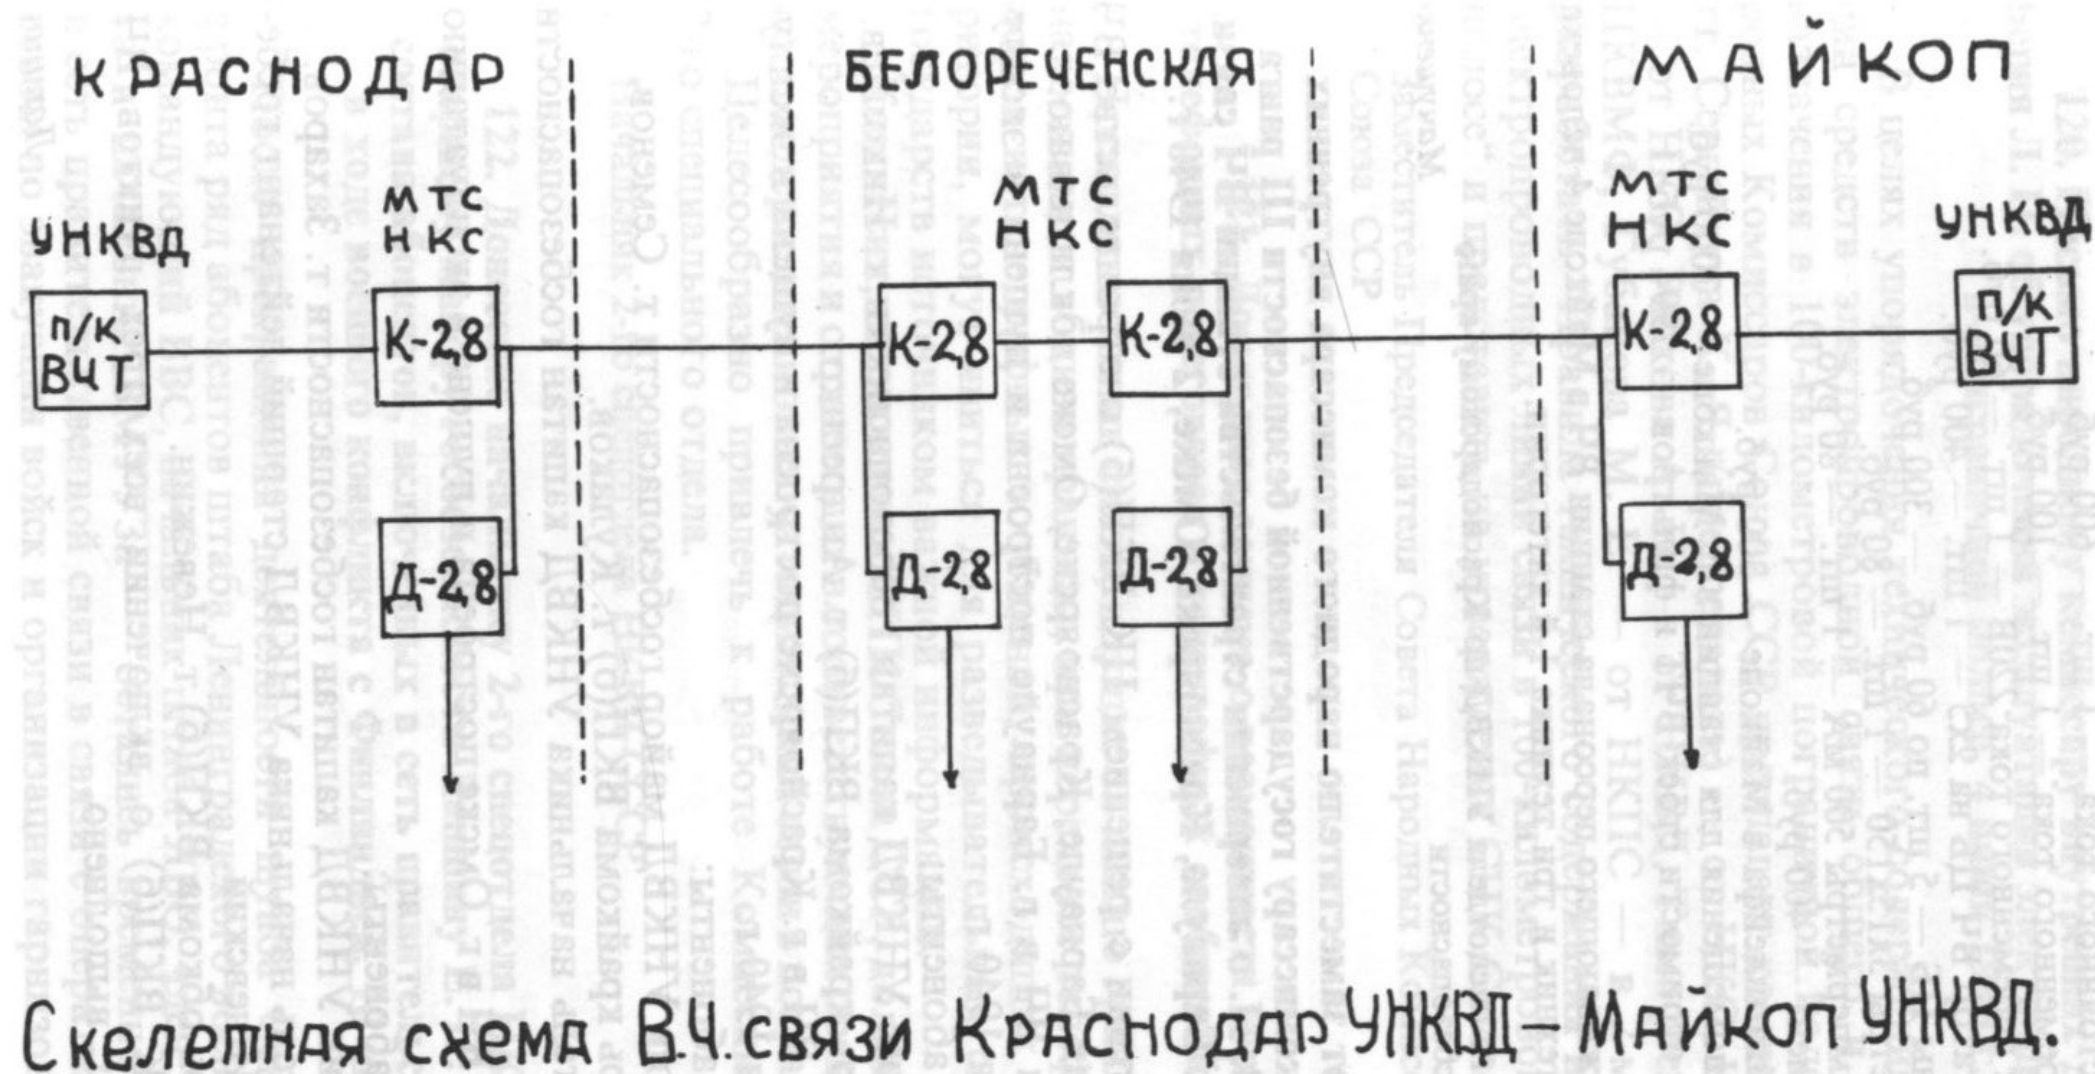 КРАСНОДАР
БЕЛОРЕЧЕНСКАЯ
МАЙКОП
УНКВД
МТС
НКС
МТС
НКС
МТС
НКС
УНКВД
П/К
ВЧТ
К-2,8
К-2,8
К-2,8
К-2,8
П/К
ВЧТ
Д-2,8
Д-2,8
Д-2,8
Д-2,8
Скелетная схема В.Ч. связи Краснодар УНКВД – Майкоп УНКВД.